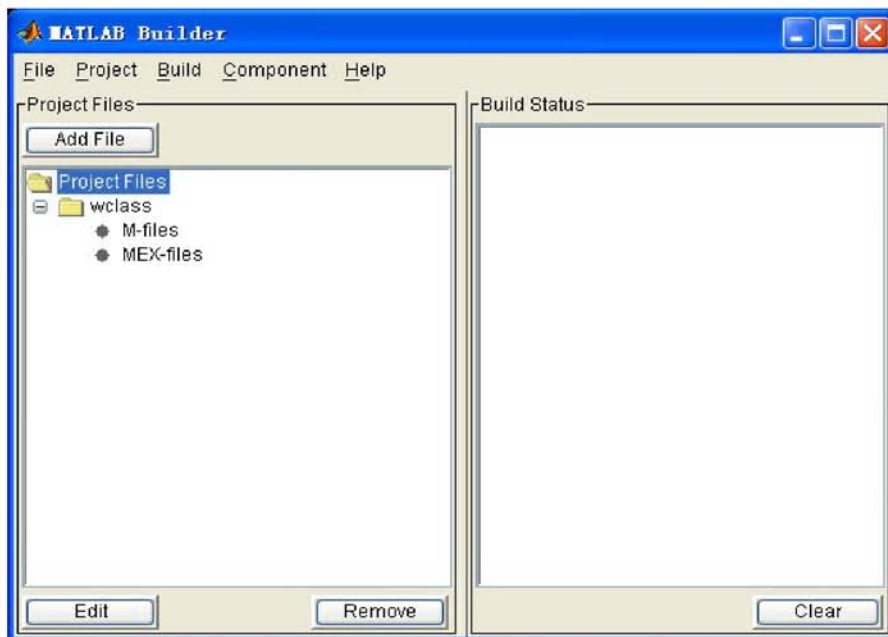 MATLAB Builder
File Project Build Component Help
Project Files
Add File
Project Files
wclass
M-files
MEX-files
Edit
Remove
Build Status
Clear